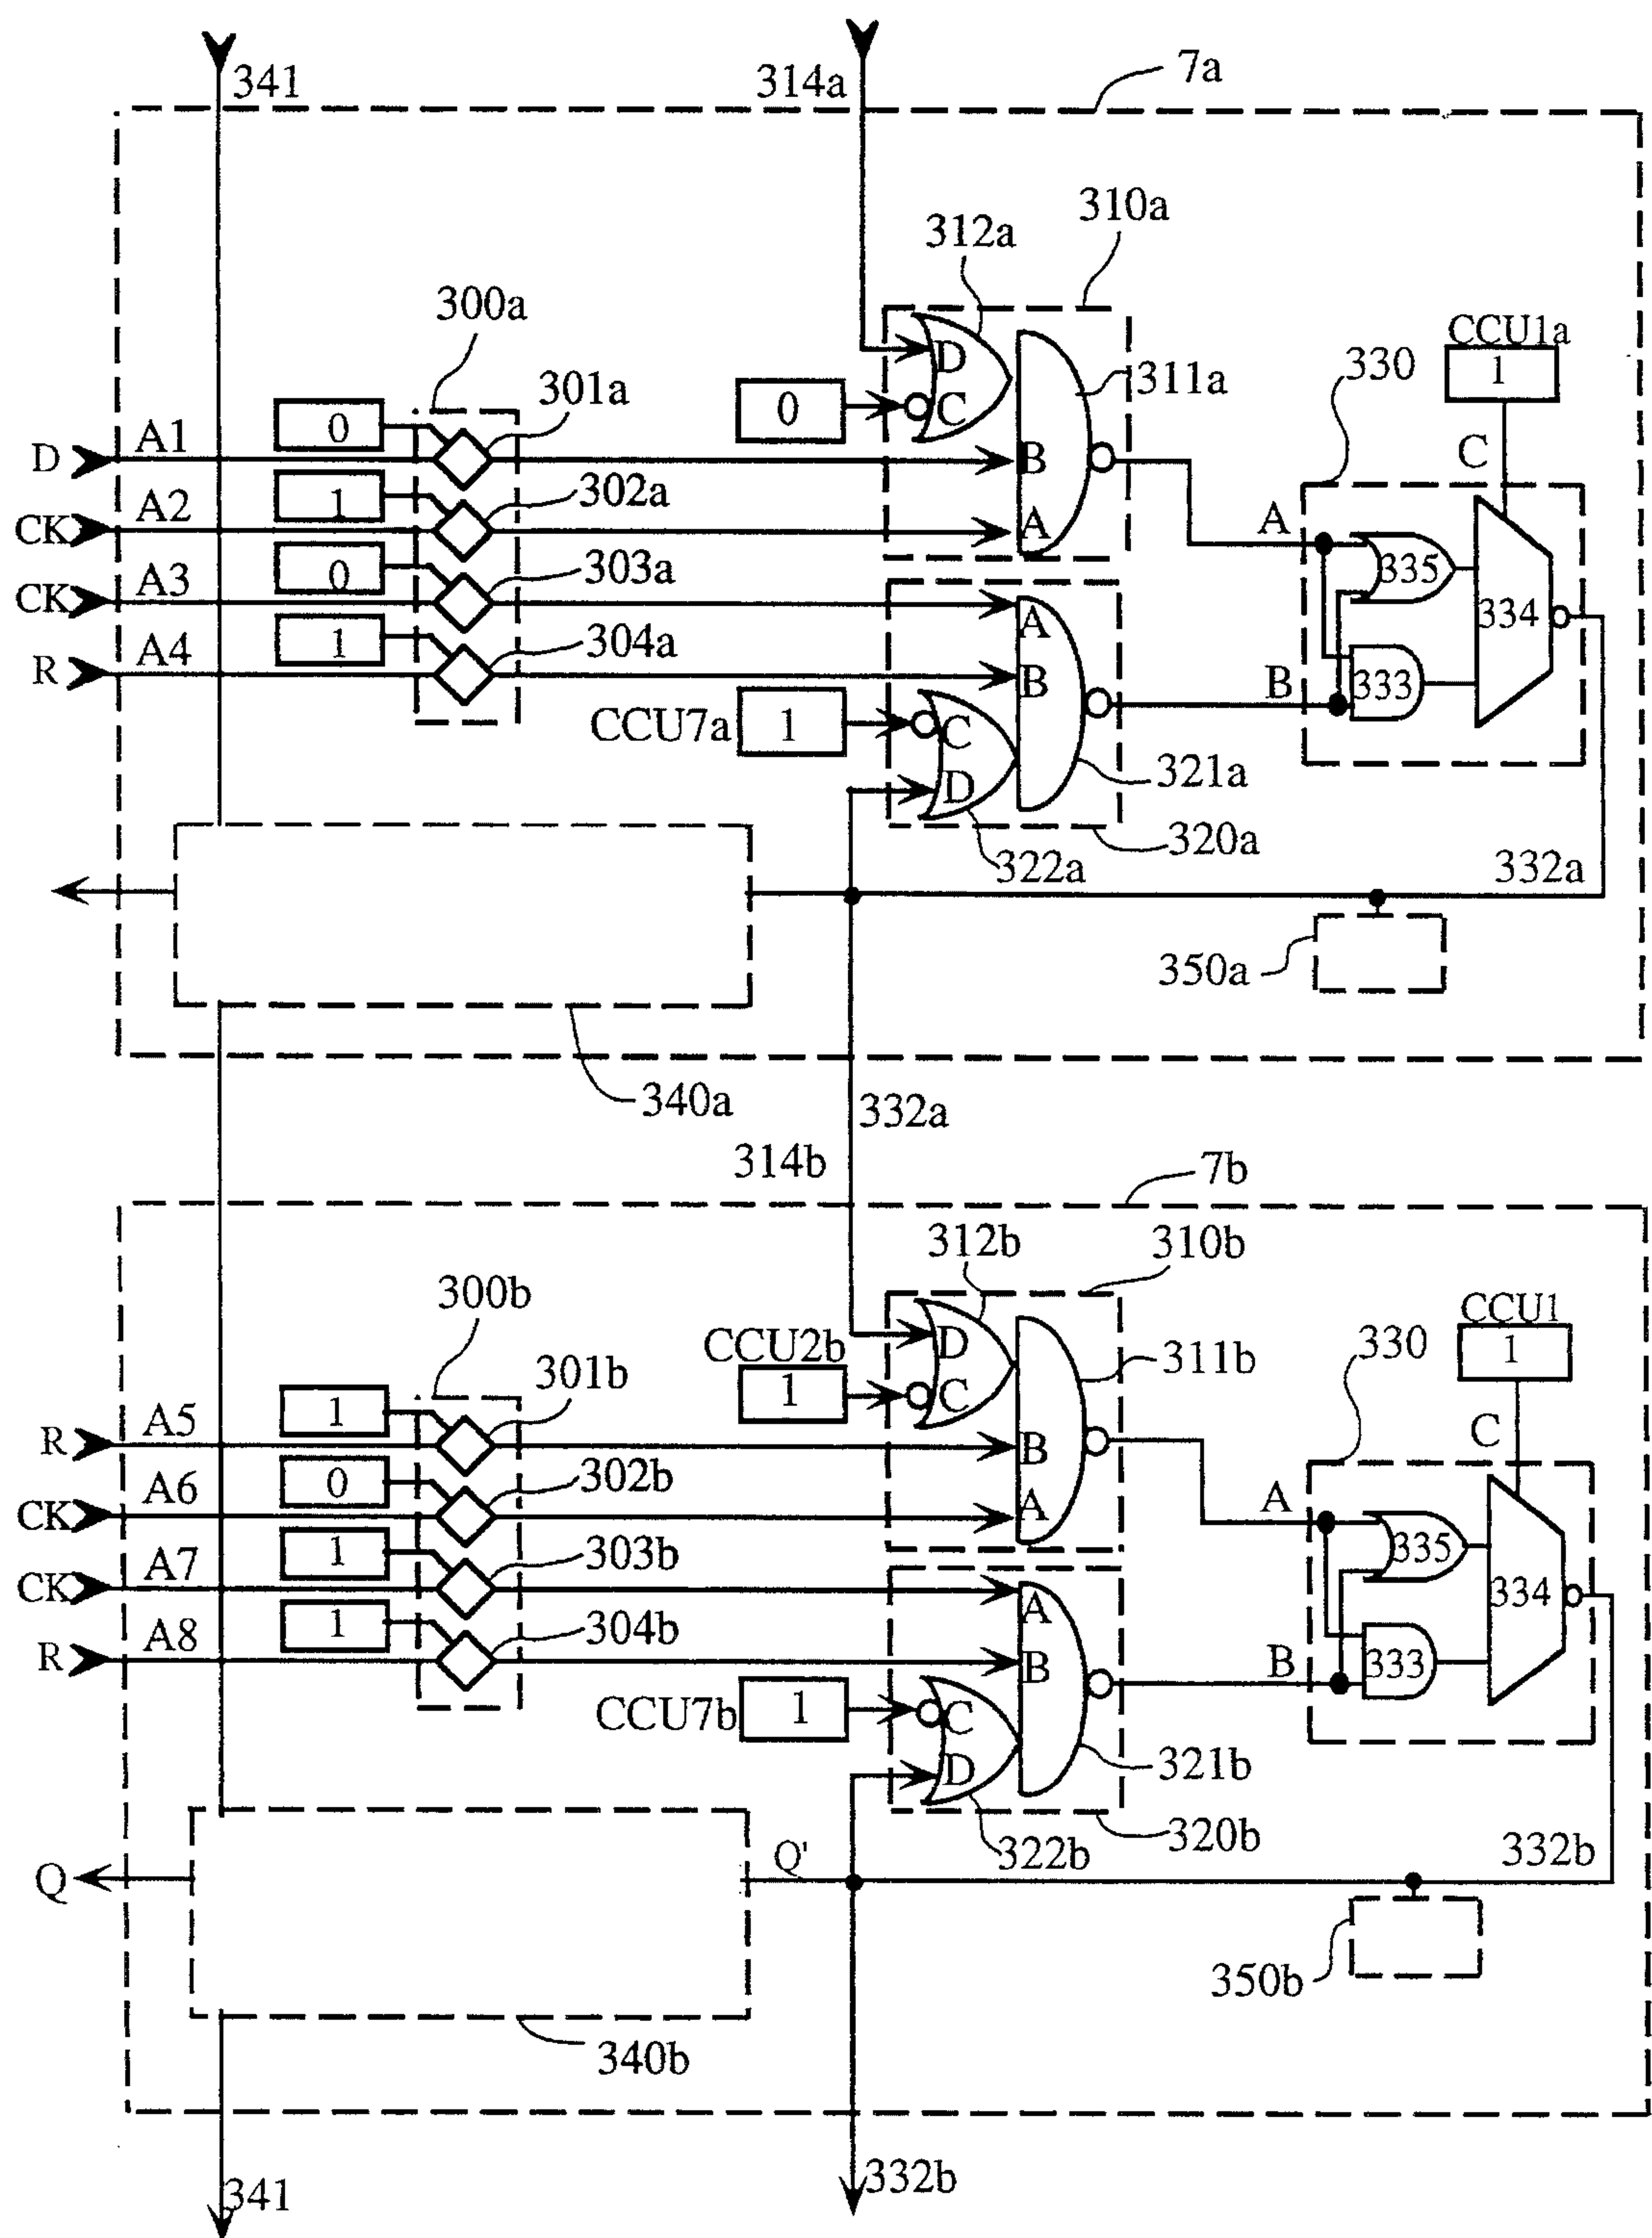 341
314a
7a
310a
312a
300a
CCU1a
1
330
301a
311a
0
D
0
C
D
A1
B
C
302a
1
CK
A2
A
A
335
303a
0
CK
A3
334
304a
1
A
R
A4
B
B
333
CCU7a
1
C
321a
D
320a
322a
332a
350a
340a
332a
314b
7b
312b
310b
300b
CCU1
1
330
CCU2b
D
311b
301b
1
1
C
C
R
A5
B
302b
0
CK
A6
A
A
335
303b
1
CK
A7
334
A
304b
1
R
A8
B
B
333
CCU7b
1
C
321b
D
320b
322b
Q'
332b
Q
350b
340b
341
332b